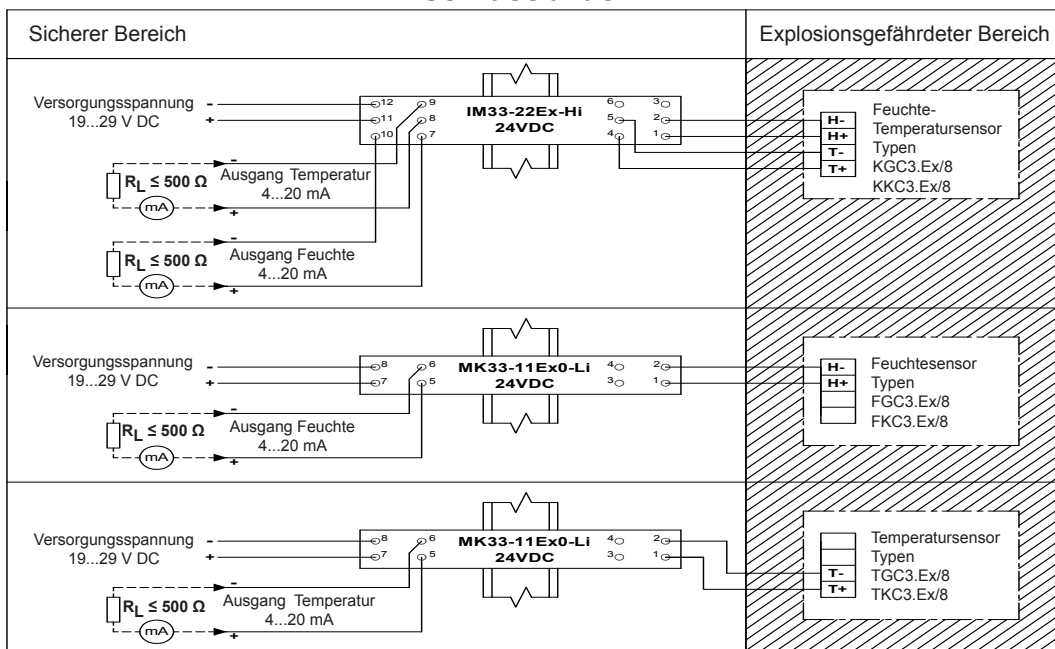 Sicherer Bereich
Explosionsgefährdeter Bereich
Versorgungsspannung -
19...29 V DC +
12 9 6 3
11 8 5 2
10 7 4 1
IM33-22Ex-Hi
24VDC
-
RL ≤ 500 Ω
Ausgang Temperatur
4...20 mA
mA
+
-
RL ≤ 500 Ω
Ausgang Feuchte
4...20 mA
mA
+
H-
H+
T-
T+
Feuchte-
Temperatursensor
Typen
KGC3.Ex/8
KKC3.Ex/8
Versorgungsspannung -
19...29 V DC +
8 6 4 2
7 5 3 1
MK33-11Ex0-Li
24VDC
-
RL ≤ 500 Ω
Ausgang Feuchte
4...20 mA
mA
+
H-
H+
Feuchtesensor
Typen
FGC3.Ex/8
FKC3.Ex/8
Versorgungsspannung -
19...29 V DC +
8 6 4 2
7 5 3 1
MK33-11Ex0-Li
24VDC
-
RL ≤ 500 Ω
Ausgang Temperatur
4...20 mA
mA
+
T-
T+
Temperatursensor
Typen
TGC3.Ex/8
TKC3.Ex/8